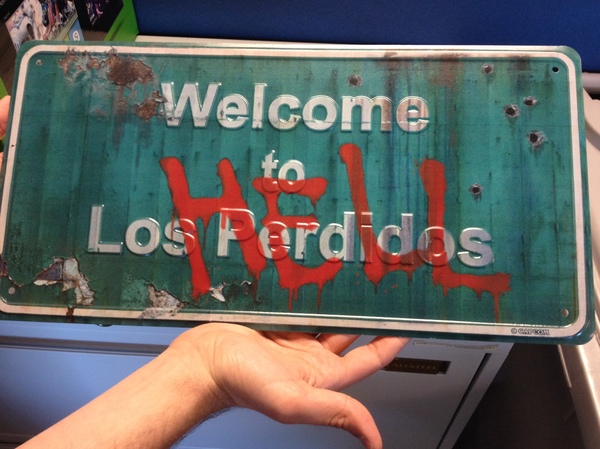 Welcome
to
HELL
Los Perdidos
© CAPCOM